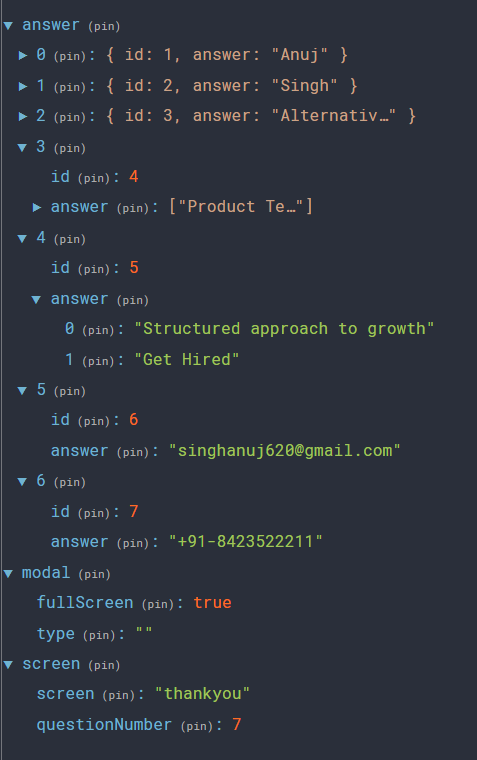 answer (pin)
0 (pin): { id: 1, answer: "Anuj" }
1 (pin): { id: 2, answer: "Singh" }
2 (pin): { id: 3, answer: "Alternativ…" }
3 (pin)
id (pin): 4
answer (pin): ["Product Te…"]
4 (pin)
id (pin): 5
answer (pin)
0 (pin): "Structured approach to growth"
1 (pin): "Get Hired"
5 (pin)
id (pin): 6
answer (pin): "singhanuj620@gmail.com"
6 (pin)
id (pin): 7
answer (pin): "+91-8423522211"
modal (pin)
fullScreen (pin): true
type (pin): ""
screen (pin)
screen (pin): "thankyou"
questionNumber (pin): 7